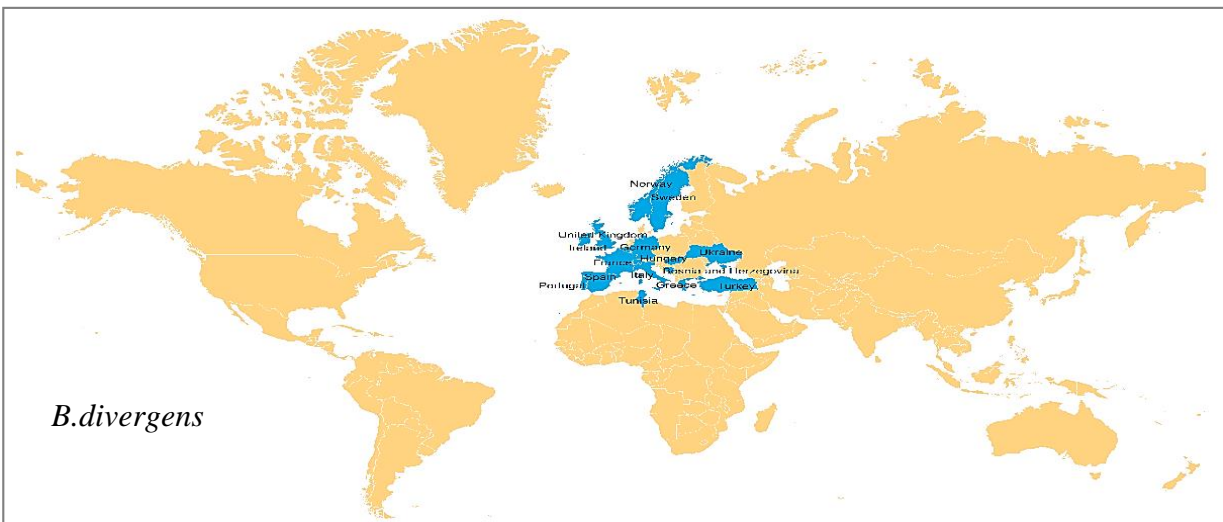 Norway
Sweden
United Kingdom
Ireland
Germany
Ukraine
France
Hungary
Bosnia and Herzegovina
Spain
Italy
Portugal
Greece
Turkey
Tunisia
B.divergens